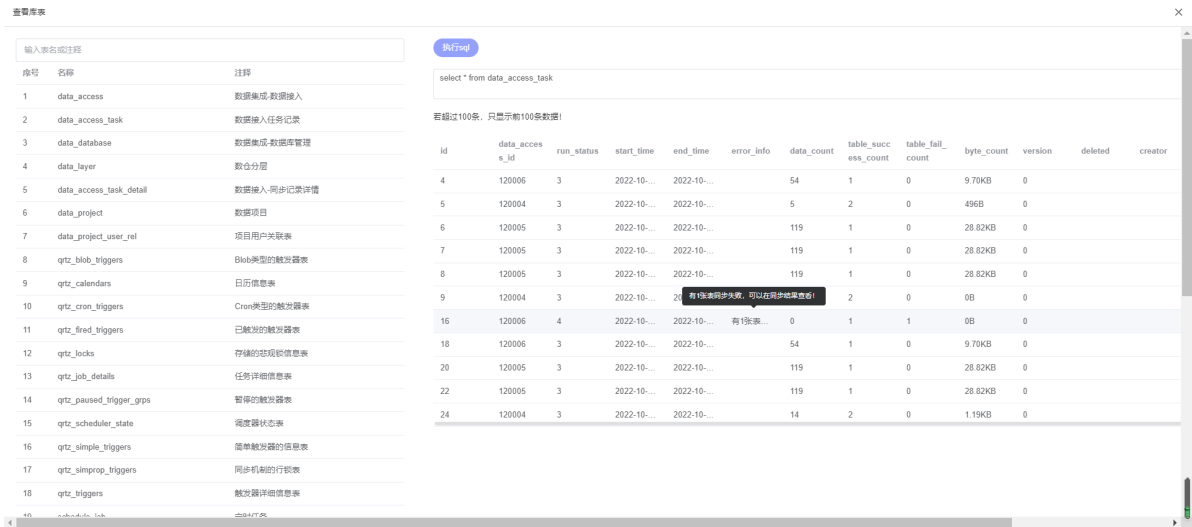 查看库表
输入表名或注释
序号 名称 注释
1 data_access 数据集成-数据接入
2 data_access_task 数据接入任务记录
3 data_database 数据集成-数据库管理
4 data_layer 数仓分层
5 data_access_task_detail 数据接入-同步记录详情
6 data_project 数据项目
7 data_project_user_rel 项目用户关联表
8 qrtz_blob_triggers Blob类型的触发器表
9 qrtz_calendars 日历信息表
10 qrtz_cron_triggers Cron类型的触发器表
11 qrtz_fired_triggers 已触发的触发器表
12 qrtz_locks 存储的悲观锁信息表
13 qrtz_job_details 任务详细信息表
14 qrtz_paused_trigger_grps 暂停的触发器表
15 qrtz_scheduler_state 调度器状态表
16 qrtz_simple_triggers 简单触发器的信息表
17 qrtz_simprop_triggers 同步机制的行锁表
18 qrtz_triggers 触发器详细信息表
19 schedule_job 定时任务
执行sql
select * from data_access_task
若超过100条，只显示前100条数据!
id data_acces run_status start_time end_time error_info data_count table_succ table_fail_ byte_count version deleted creator
s_id ess_count count
4 120006 3 2022-10-... 2022-10-... 54 1 0 9.70KB 0
5 120004 3 2022-10-... 2022-10-... 5 2 0 496B 0
6 120005 3 2022-10-... 2022-10-... 119 1 0 28.82KB 0
7 120005 3 2022-10-... 2022-10-... 119 1 0 28.82KB 0
8 120005 3 2022-10-... 2022-10-... 119 1 0 28.82KB 0
9 120004 3 2022-10-... 20 有1张表同步失败，可以在同步结果查看! 2 0 0B 0
16 120006 4 2022-10-... 2022-10-... 有1张表... 0 1 1 0B 0
18 120006 3 2022-10-... 2022-10-... 54 1 0 9.70KB 0
20 120005 3 2022-10-... 2022-10-... 119 1 0 28.82KB 0
22 120005 3 2022-10-... 2022-10-... 119 1 0 28.82KB 0
24 120004 3 2022-10-... 2022-10-... 14 2 0 1.19KB 0